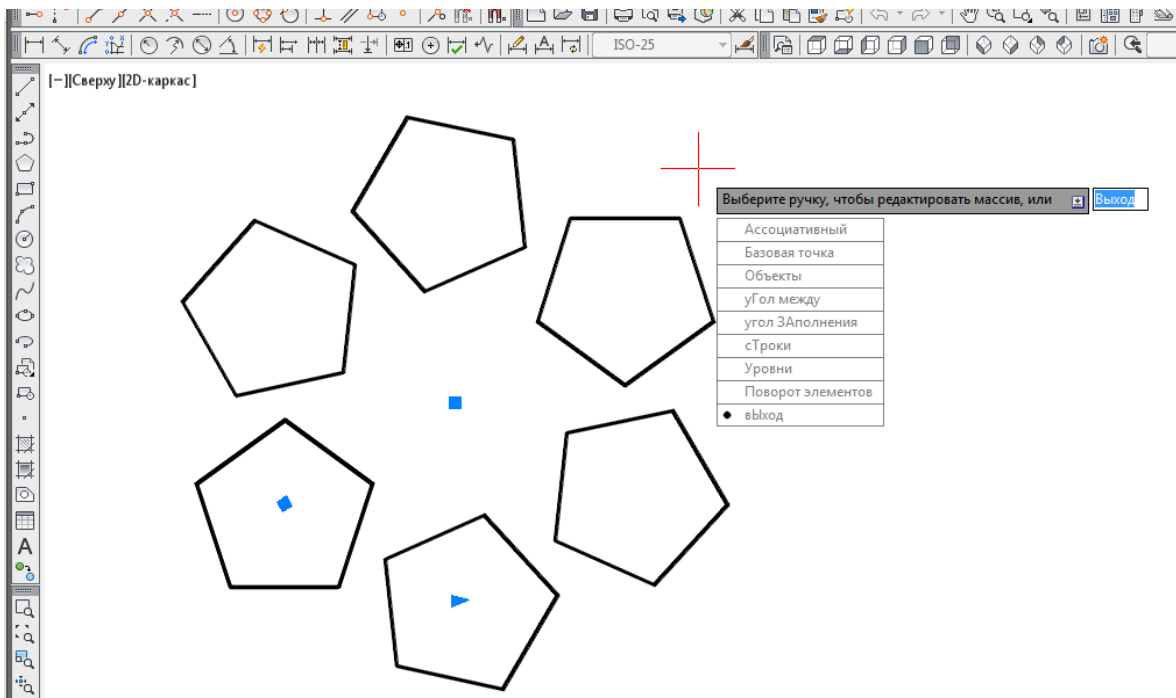 ISO-25
[−][Сверху][2D-каркас]
Выберите ручку, чтобы редактировать массив, или
Выход
Ассоциативный
Базовая точка
Объекты
уГол между
угол ЗАполнения
сТроки
Уровни
Поворот элементов
вЫход
A